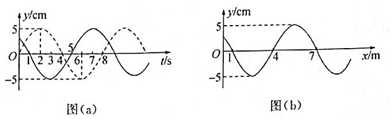 y/cm
5
O
1 2 3 4 5 6 7 8
t/s
-5
图(a)
y/cm
5
O
1 4 7
x/m
-5
图(b)